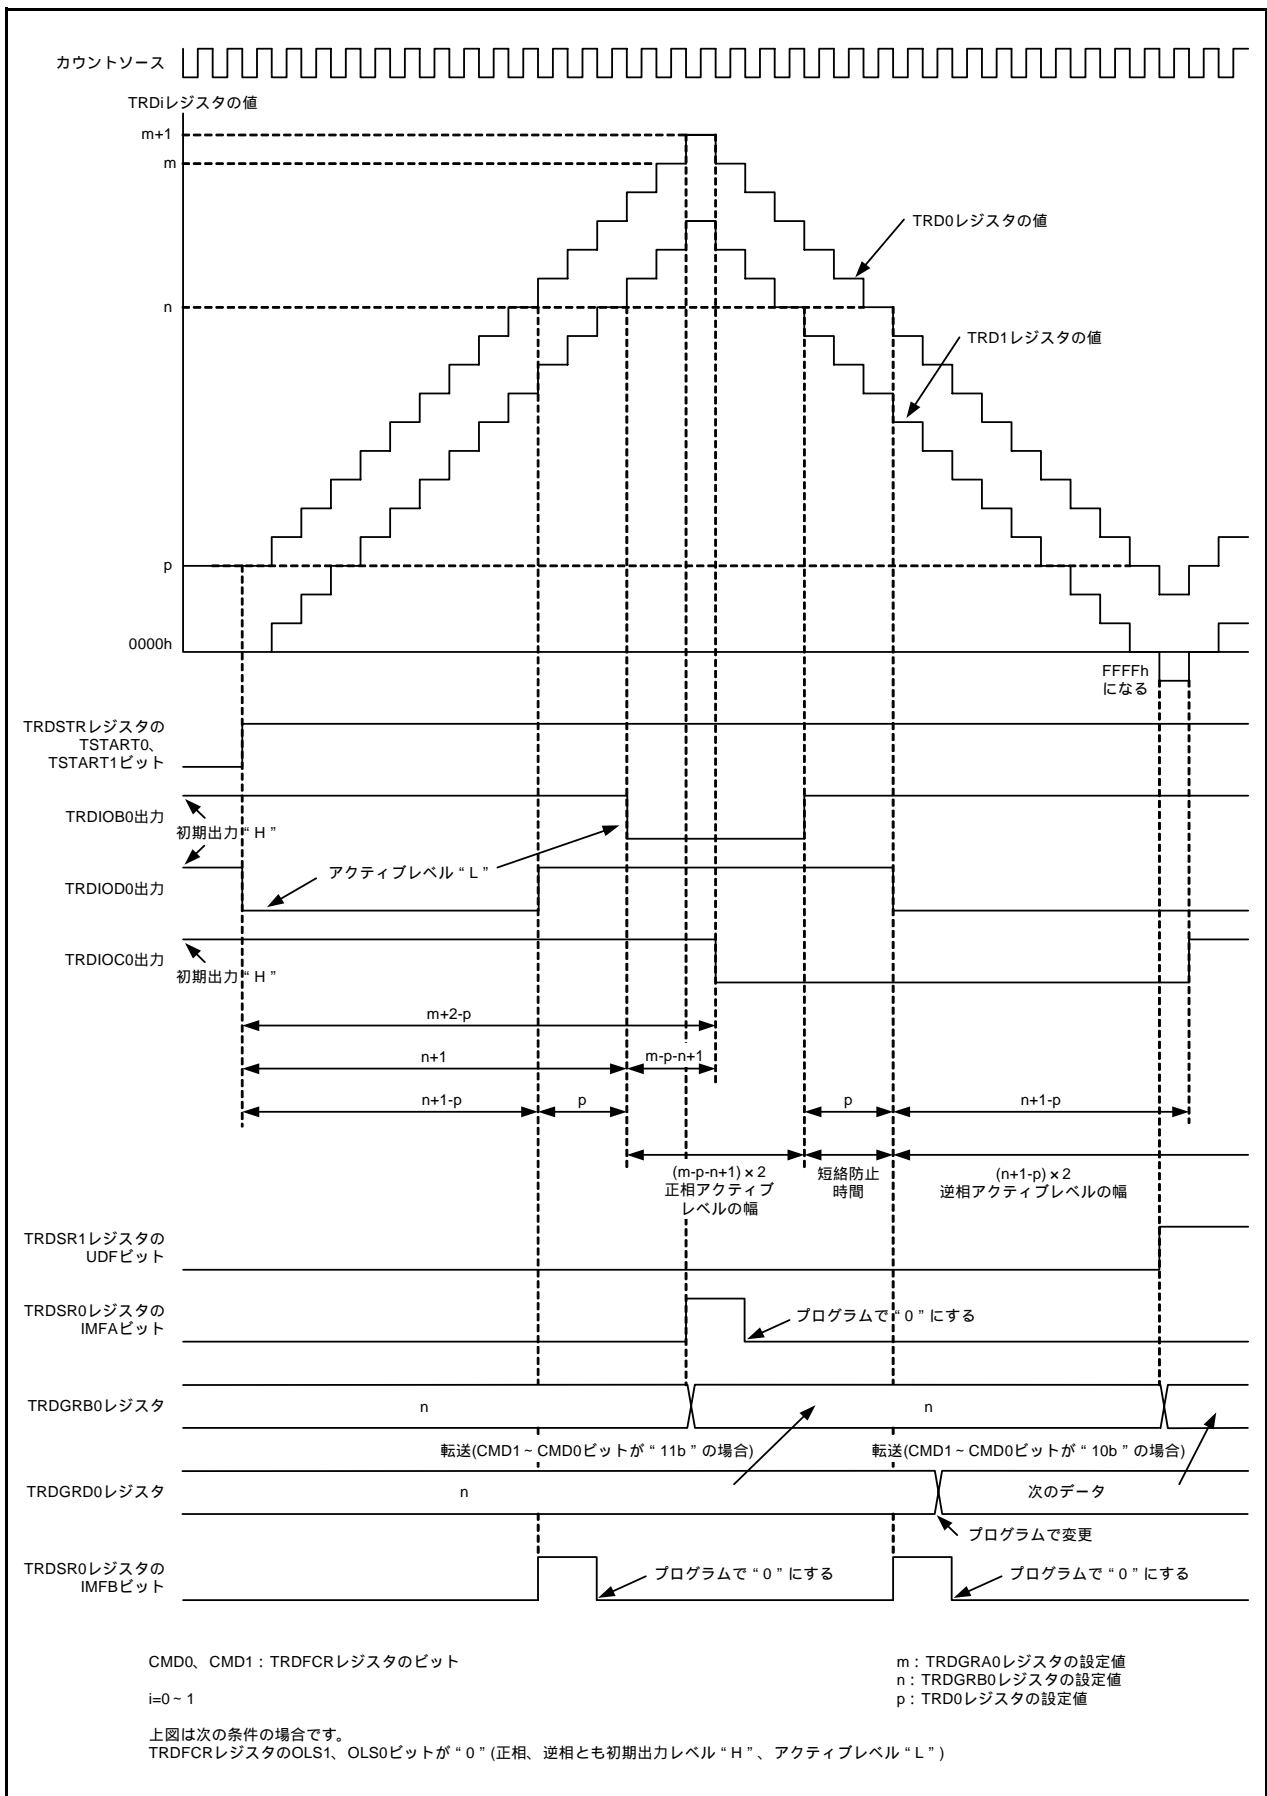 カウントソース
TRDiレジスタの値
m+1
m
TRD0レジスタの値
n
TRD1レジスタの値
p
0000h
FFFFh
になる
TRDSTRレジスタの
TSTART0、
TSTART1ビット
TRDIOB0出力
初期出力 “ H ”
アクティブレベル “ L ”
TRDIOD0出力
TRDIOC0出力
初期出力 “ H ”
m+2-p
n+1
m-p-n+1
n+1-p
p
p
n+1-p
(m-p-n+1) × 2
正相アクティブ
レベルの幅
短絡防止
時間
(n+1-p) × 2
逆相アクティブレベルの幅
TRDSR1レジスタの
UDFビット
TRDSR0レジスタの
IMFAビット
プログラムで “ 0 ” にする
TRDGRB0レジスタ
n
n
転送(CMD1 ~ CMD0ビットが “ 11b ” の場合)
転送(CMD1 ~ CMD0ビットが “ 10b ” の場合)
TRDGRD0レジスタ
n
次のデータ
プログラムで変更
TRDSR0レジスタの
IMFBビット
プログラムで “ 0 ” にする
プログラムで “ 0 ” にする
CMD0、CMD1 : TRDFCRレジスタのビット
i=0 ~ 1
m : TRDGRA0レジスタの設定値
n : TRDGRB0レジスタの設定値
p : TRD0レジスタの設定値
上図は次の条件の場合です。
TRDFCRレジスタのOLS1、OLS0ビットが “ 0 ” (正相、逆相とも初期出力レベル “ H ” 、アクティブレベル “ L ” )